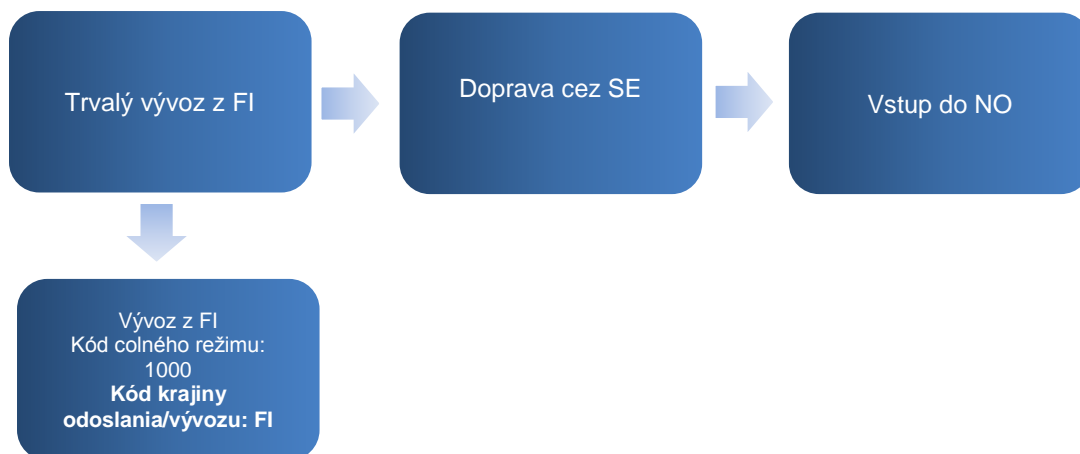 Trvalý vývoz z FI
Doprava cez SE
Vstup do NO
Vývoz z FI
Kód colného režimu:
1000
Kód krajiny
odoslania/vývozu: FI